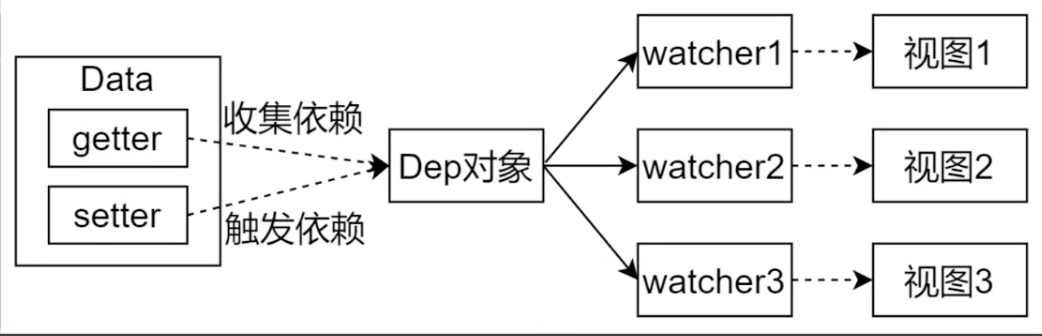 Data
getter
setter
收集依赖
触发依赖
Dep对象
watcher1
视图1
watcher2
视图2
watcher3
视图3